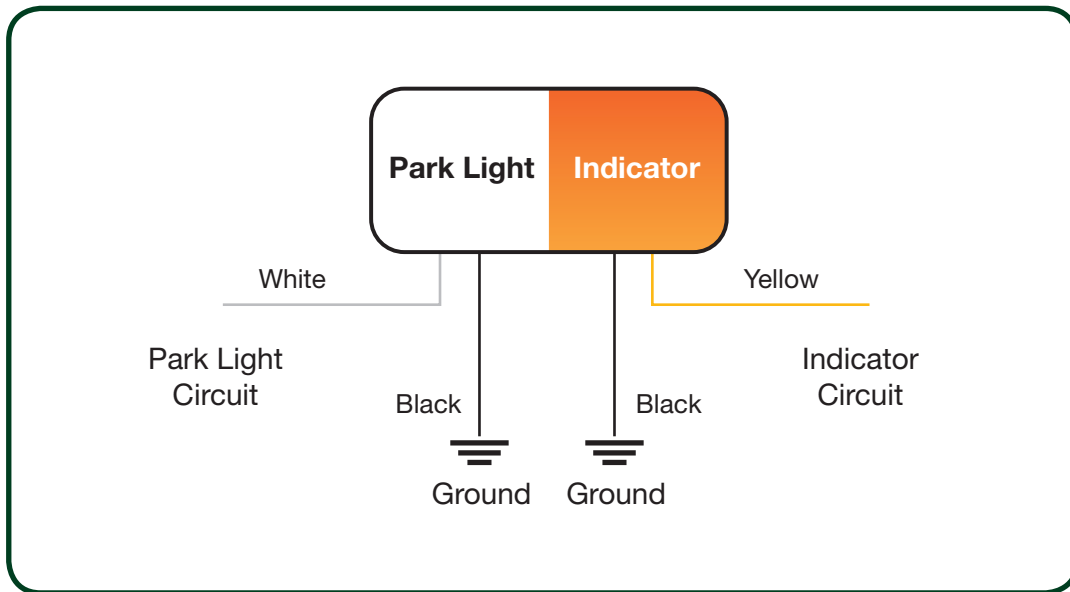 Park Light
Indicator
White
Yellow
Park Light
Circuit
Indicator
Circuit
Black
Black
Ground
Ground